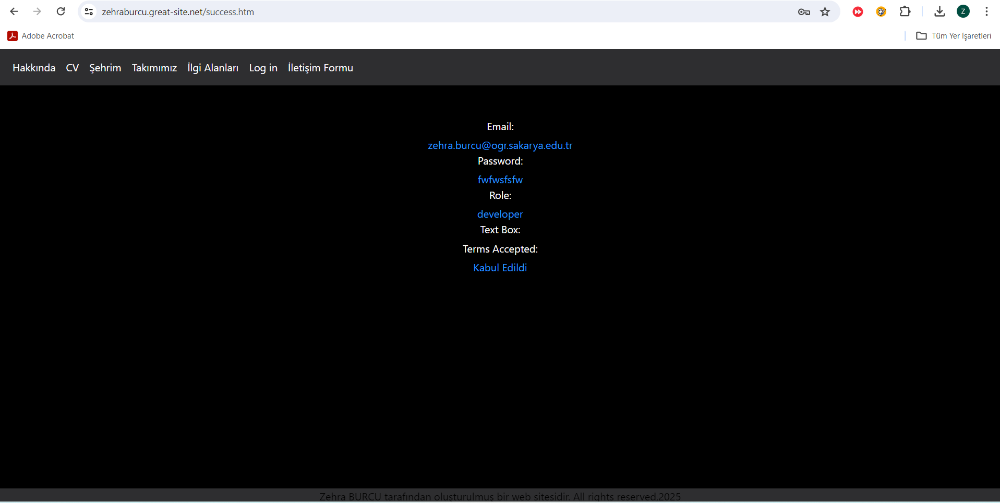 zehraburcu.great-site.net/success.htm
Z
Adobe Acrobat
Tüm Yer İşaretleri
Hakkında CV Şehrim Takımımız İlgi Alanları Log in İletişim Formu
Email:
zehra.burcu@ogr.sakarya.edu.tr
Password:
fwfwsfsfw
Role:
developer
Text Box:
Terms Accepted:
Kabul Edildi
Zehra BURCU tarafından oluşturulmuş bir web sitesidir. All rights reserved,2025